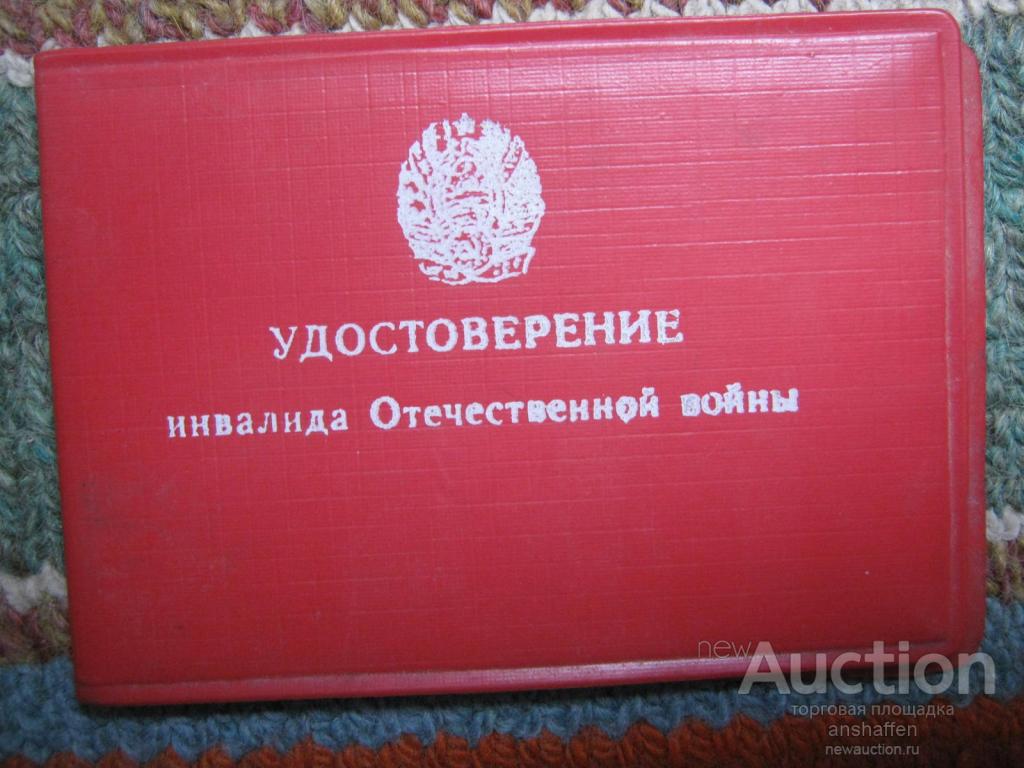 УДОСТОВЕРЕНИЕ
инвалида Отечественной войны
newAuction
торговая площадка
anshaffen
newauction.ru